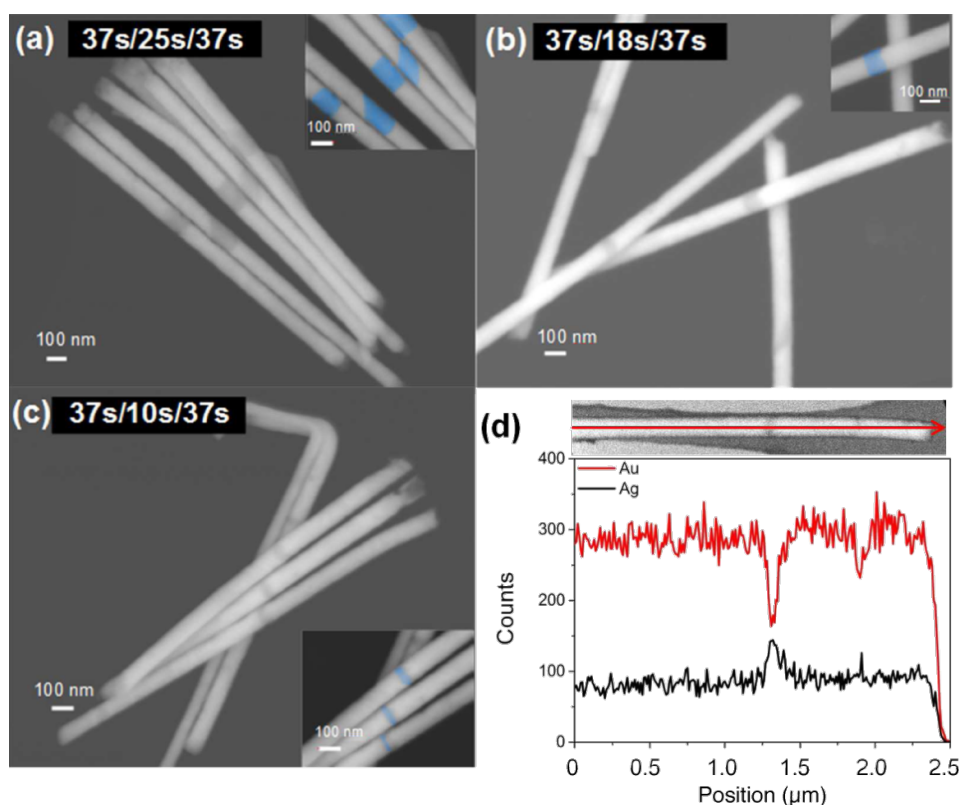 (a) 37s/25s/37s
100 nm
100 nm
(b) 37s/18s/37s
100 nm
100 nm
(c) 37s/10s/37s
100 nm
100 nm
(d)
Au
Ag
400
300
200
100
0
Counts
0 0.5 1.0 1.5 2.0 2.5
Position (μm)